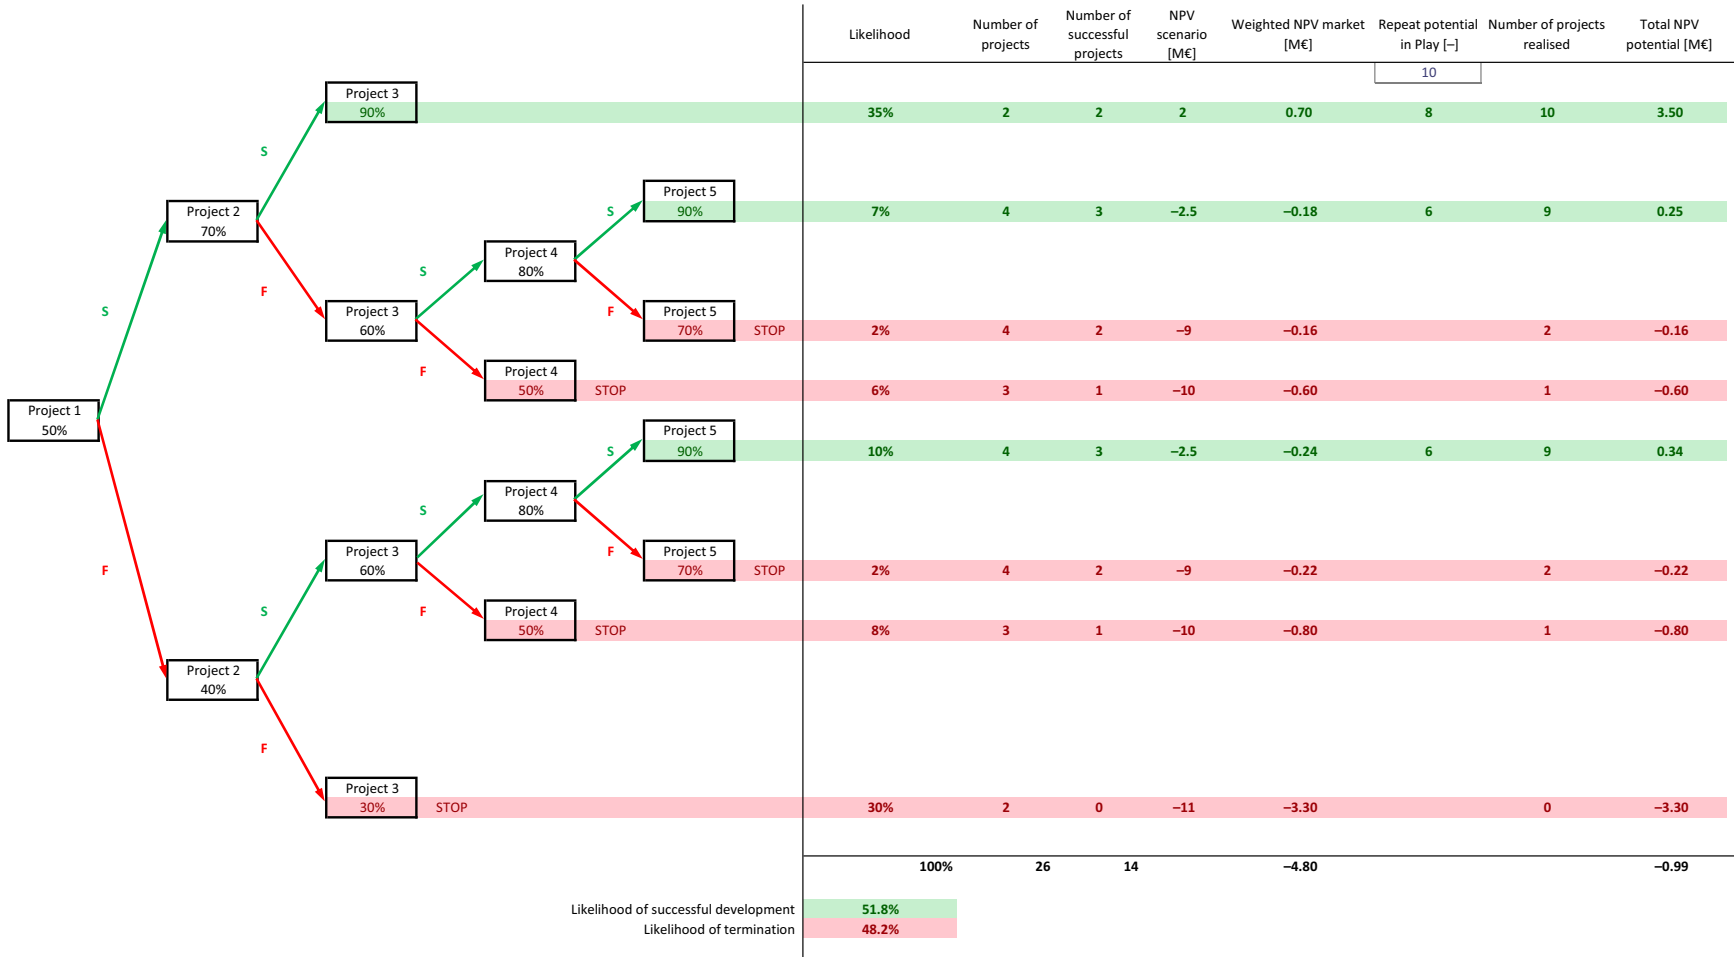 Likelihood
Number of
projects
Number of
successful
projects
NPV
scenario
[M€]
Weighted NPV market
[M€]
Repeat potential
in Play [–]
Number of projects
realised
Total NPV
potential [M€]
10
Project 3
90% 35% 2 2 2 0.70 8 10 3.50
S
Project 5
S 90% 7% 4 3 –2.5 –0.18 6 9 0.25
Project 2
70%
Project 4
S 80%
F
S
Project 3
60%
F
Project 5
70% STOP 2% 4 2 –9 –0.16 2 –0.16
F
Project 4
50% STOP 6% 3 1 –10 –0.60 1 –0.60
Project 1
50%
Project 5
S 90% 10% 4 3 –2.5 –0.24 6 9 0.34
Project 4
80%
S
Project 3
60%
F
F
Project 5
70% STOP 2% 4 2 –9 –0.22 2 –0.22
S
F
Project 4
50% STOP 8% 3 1 –10 –0.80 1 –0.80
Project 2
40%
F
Project 3
30% STOP 30% 2 0 –11 –3.30 0 –3.30
100% 26 14 –4.80 –0.99
Likelihood of successful development 51.8%
Likelihood of termination 48.2%